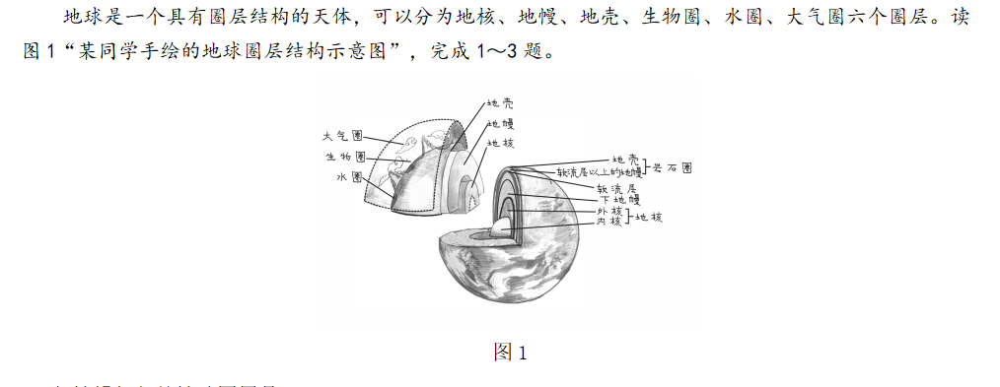 地球是一个具有圈层结构的天体，可以分为地核、地幔、地壳、生物圈、水圈、大气圈六个圈层。读
图1“某同学手绘的地球圈层结构示意图”，完成1～3题。
地壳
地幔
地核
大气圈
生物圈
水圈
地壳
软流层以上的地幔
岩石圈
软流层
下地幔
外核
内核
地核
图1